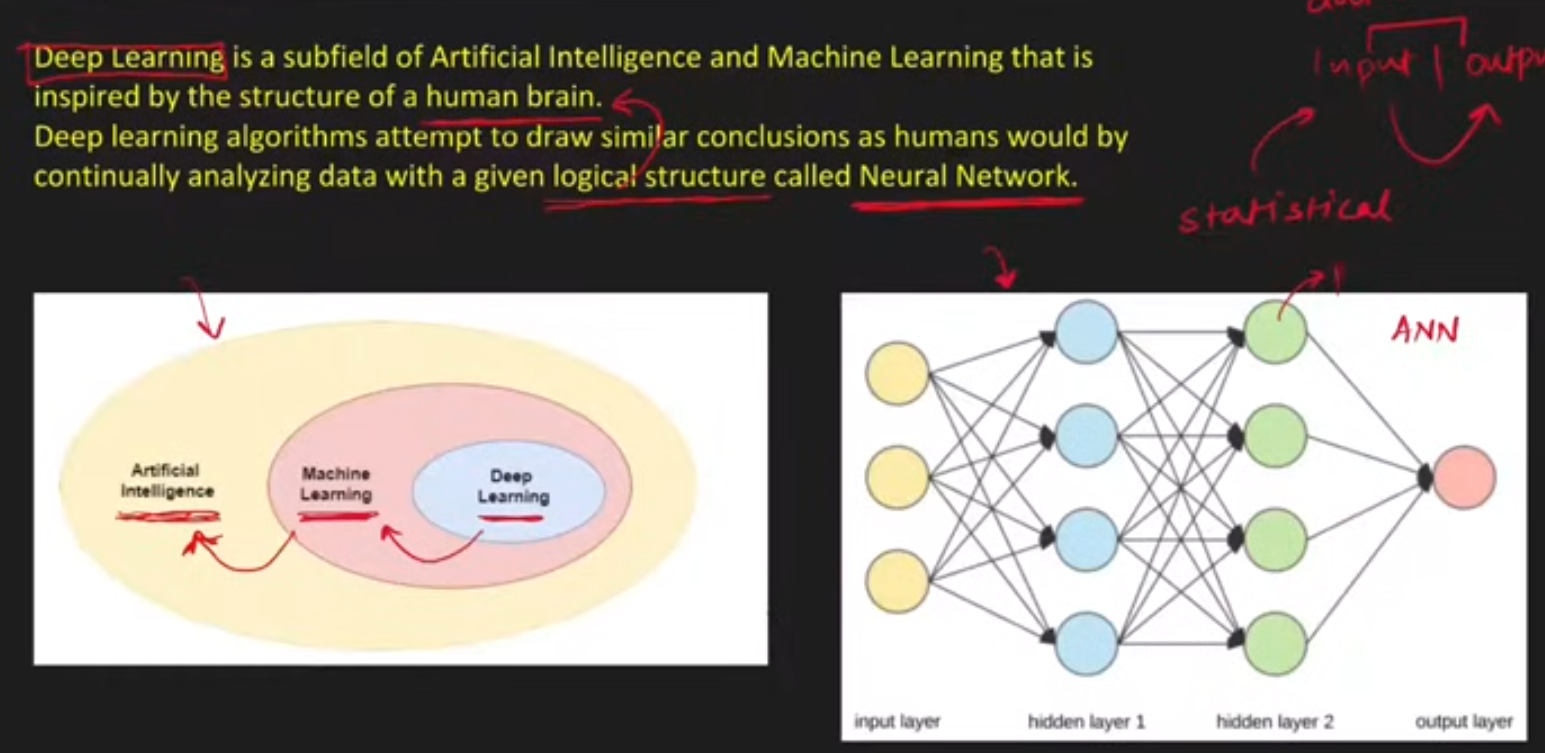 Deep Learning is a subfield of Artificial Intelligence and Machine Learning that is
inspired by the structure of a human brain.
Deep learning algorithms attempt to draw similar conclusions as humans would by
continually analyzing data with a given logical structure called Neural Network.
Input | outpu
statistical
Artificial
Intelligence
Machine
Learning
Deep
Learning
ANN
input layer
hidden layer 1
hidden layer 2
output layer